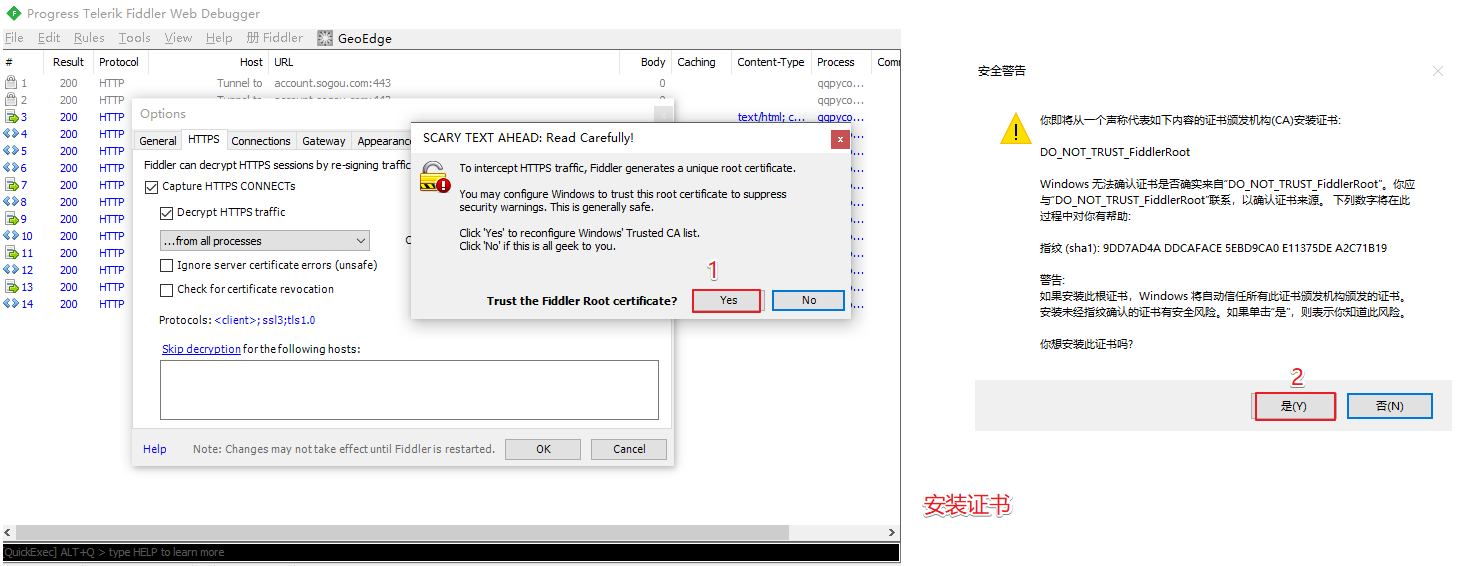 Progress Telerik Fiddler Web Debugger
File Edit Rules Tools View Help 册 Fiddler GeoEdge
# Result Protocol Host URL Body Caching Content-Type Process Comr
1 200 HTTP Tunnel to account.sogou.com:443 0 qqpyco...
2 200 HTTP Tunnel to account.sogou.com:443 0 qqpyco...
3 200 HTTP text/html; c... qqpyco...
4 200 HTTP
5 200 HTTP
6 200 HTTP
7 200 HTTP
8 200 HTTP
9 200 HTTP
10 200 HTTP
11 200 HTTP
12 200 HTTP
13 200 HTTP
14 200 HTTP
Options
General HTTPS Connections Gateway Appearance
Fiddler can decrypt HTTPS sessions by re-signing traffic
Capture HTTPS CONNECTs
Decrypt HTTPS traffic
...from all processes
Ignore server certificate errors (unsafe)
Check for certificate revocation
Protocols: <client>; ssl3;tls1.0
Skip decryption for the following hosts:
Help Note: Changes may not take effect until Fiddler is restarted. OK Cancel
SCARY TEXT AHEAD: Read Carefully!
To intercept HTTPS traffic, Fiddler generates a unique root certificate.
You may configure Windows to trust this root certificate to suppress
security warnings. This is generally safe.
Click 'Yes' to reconfigure Windows' Trusted CA list.
Click 'No' if this is all geek to you.
1
Trust the Fiddler Root certificate? Yes No
[QuickExec] ALT+Q > type HELP to learn more
安全警告
你即将从一个声称代表如下内容的证书颁发机构(CA)安装证书:
DO_NOT_TRUST_FiddlerRoot
Windows 无法确认证书是否确实来自"DO_NOT_TRUST_FiddlerRoot"。你应
与"DO_NOT_TRUST_FiddlerRoot"联系，以确认证书来源。 下列数字将在此
过程中对你有帮助:
指纹 (sha1): 9DD7AD4A DDCAFACE 5EBD9CA0 E11375DE A2C71B19
警告:
如果安装此根证书，Windows 将自动信任所有此证书颁发机构颁发的证书。
安装未经指纹确认的证书有安全风险。如果单击"是"，则表示你知道此风险。
你想安装此证书吗?
2
是(Y) 否(N)
安装证书